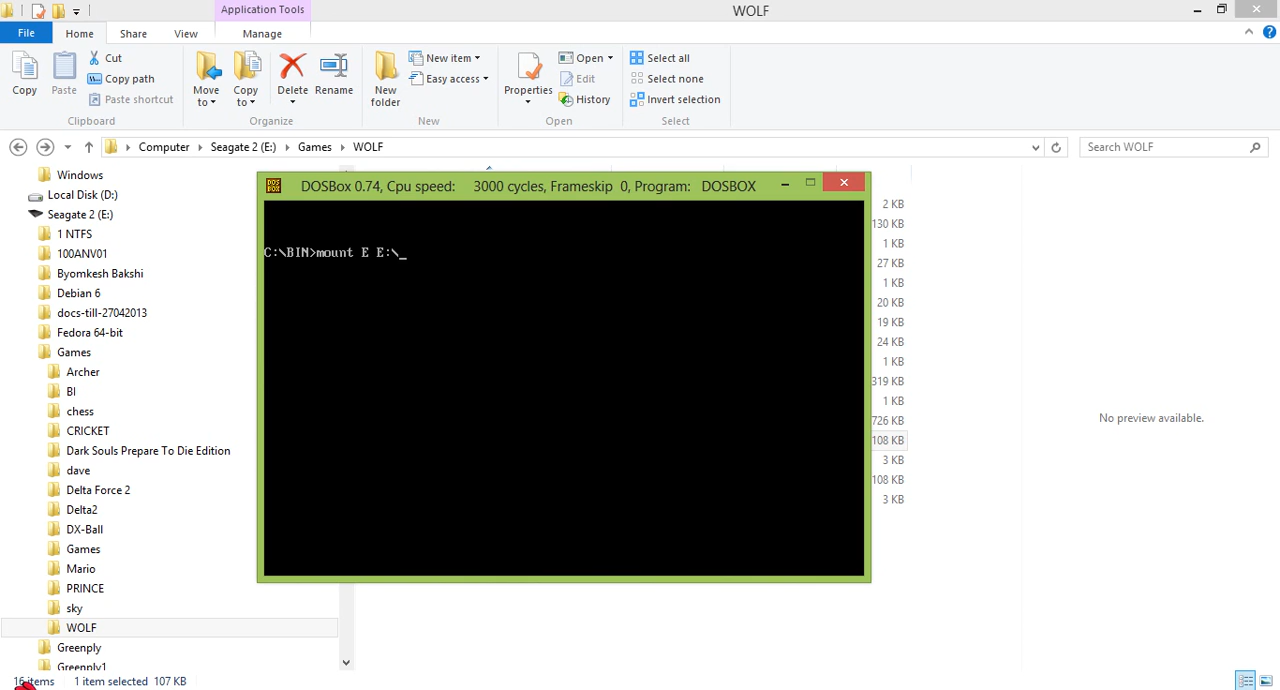 Application Tools
WOLF
File
Home
Share
View
Manage
Copy
Paste
Cut
Copy path
Paste shortcut
Clipboard
Move to
Copy to
Delete
Rename
Organize
New folder
New item
Easy access
New
Properties
Open
Edit
History
Open
Select all
Select none
Invert selection
Select
Computer
Seagate 2 (E:)
Games
WOLF
Search WOLF
Windows
Local Disk (D:)
Seagate 2 (E:)
1 NTFS
100ANV01
Byomkesh Bakshi
Debian 6
docs-till-27042013
Fedora 64-bit
Games
Archer
BI
chess
CRICKET
Dark Souls Prepare To Die Edition
dave
Delta Force 2
Delta2
DX-Ball
Games
Mario
PRINCE
sky
WOLF
Greenply
Greenply1
DOSBox 0.74, Cpu speed: 3000 cycles, Frameskip 0, Program: DOSBOX
C:\BIN>mount E E:\_
2 KB
130 KB
1 KB
27 KB
1 KB
20 KB
19 KB
24 KB
1 KB
319 KB
1 KB
726 KB
108 KB
3 KB
108 KB
3 KB
No preview available.
16 items
1 item selected 107 KB